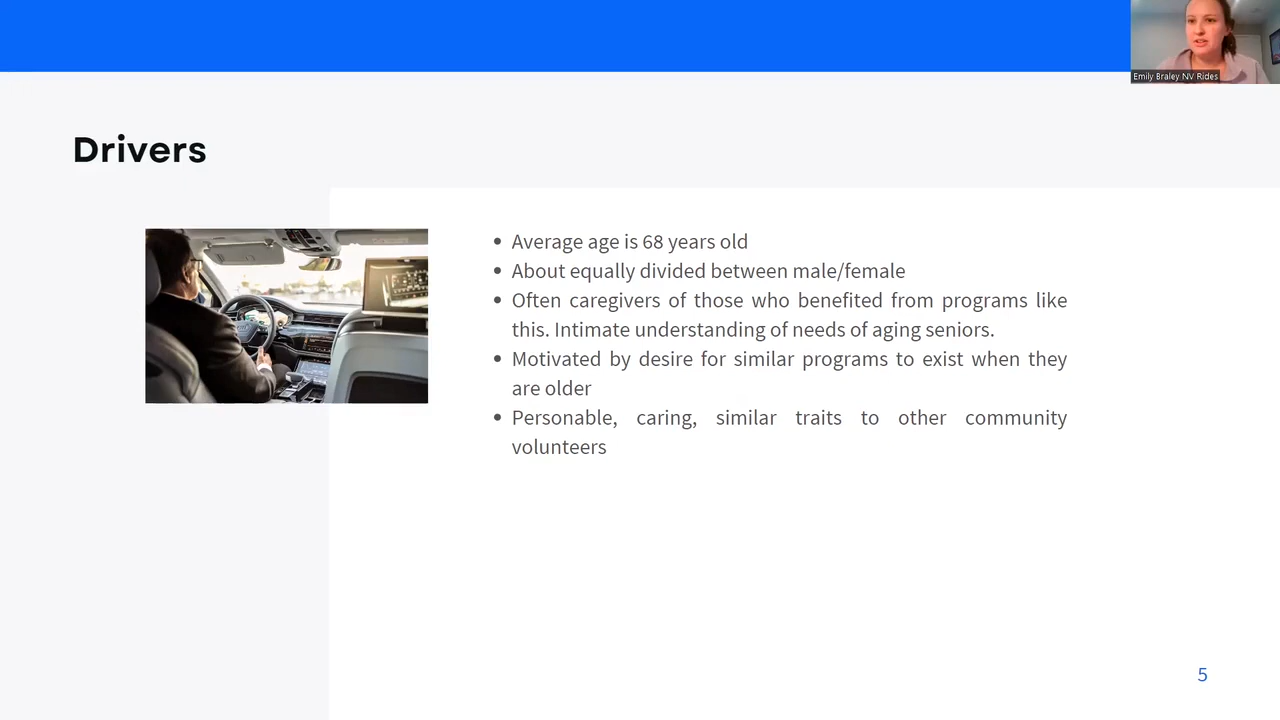 Emily Braley NV Rides
Drivers
• Average age is 68 years old
• About equally divided between male/female
• Often caregivers of those who benefited from programs like
this. Intimate understanding of needs of aging seniors.
• Motivated by desire for similar programs to exist when they
are older
• Personable, caring, similar traits to other community
volunteers
5